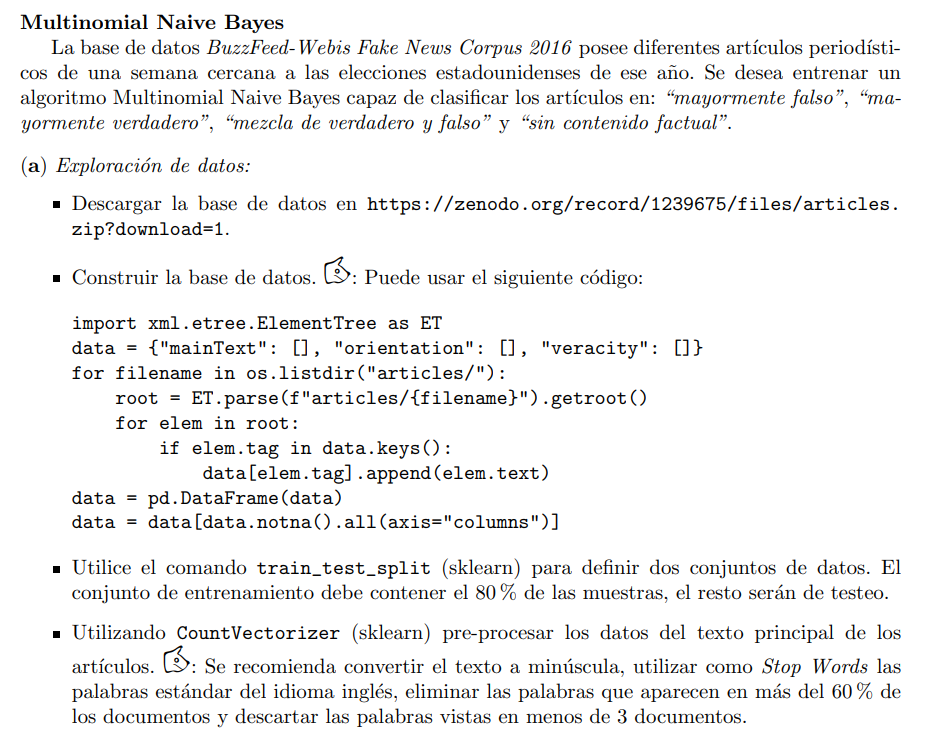 Multinomial Naive Bayes
La base de datos BuzzFeed-Webis Fake News Corpus 2016 posee diferentes artículos periodísti-
cos de una semana cercana a las elecciones estadounidenses de ese año. Se desea entrenar un
algoritmo Multinomial Naive Bayes capaz de clasificar los artículos en: “mayormente falso”, “ma-
yormente verdadero”, “mezcla de verdadero y falso” y “sin contenido factual”.
(a) Exploración de datos:
▪ Descargar la base de datos en https://zenodo.org/record/1239675/files/articles.
zip?download=1.
▪ Construir la base de datos. : Puede usar el siguiente código:
import xml.etree.ElementTree as ET
data = {"mainText": [], "orientation": [], "veracity": []}
for filename in os.listdir("articles/"):
    root = ET.parse(f"articles/{filename}").getroot()
    for elem in root:
        if elem.tag in data.keys():
            data[elem.tag].append(elem.text)
data = pd.DataFrame(data)
data = data[data.notna().all(axis="columns")]
▪ Utilice el comando train_test_split (sklearn) para definir dos conjuntos de datos. El
conjunto de entrenamiento debe contener el 80 % de las muestras, el resto serán de testeo.
▪ Utilizando CountVectorizer (sklearn) pre-procesar los datos del texto principal de los
artículos. : Se recomienda convertir el texto a minúscula, utilizar como Stop Words las
palabras estándar del idioma inglés, eliminar las palabras que aparecen en más del 60 % de
los documentos y descartar las palabras vistas en menos de 3 documentos.